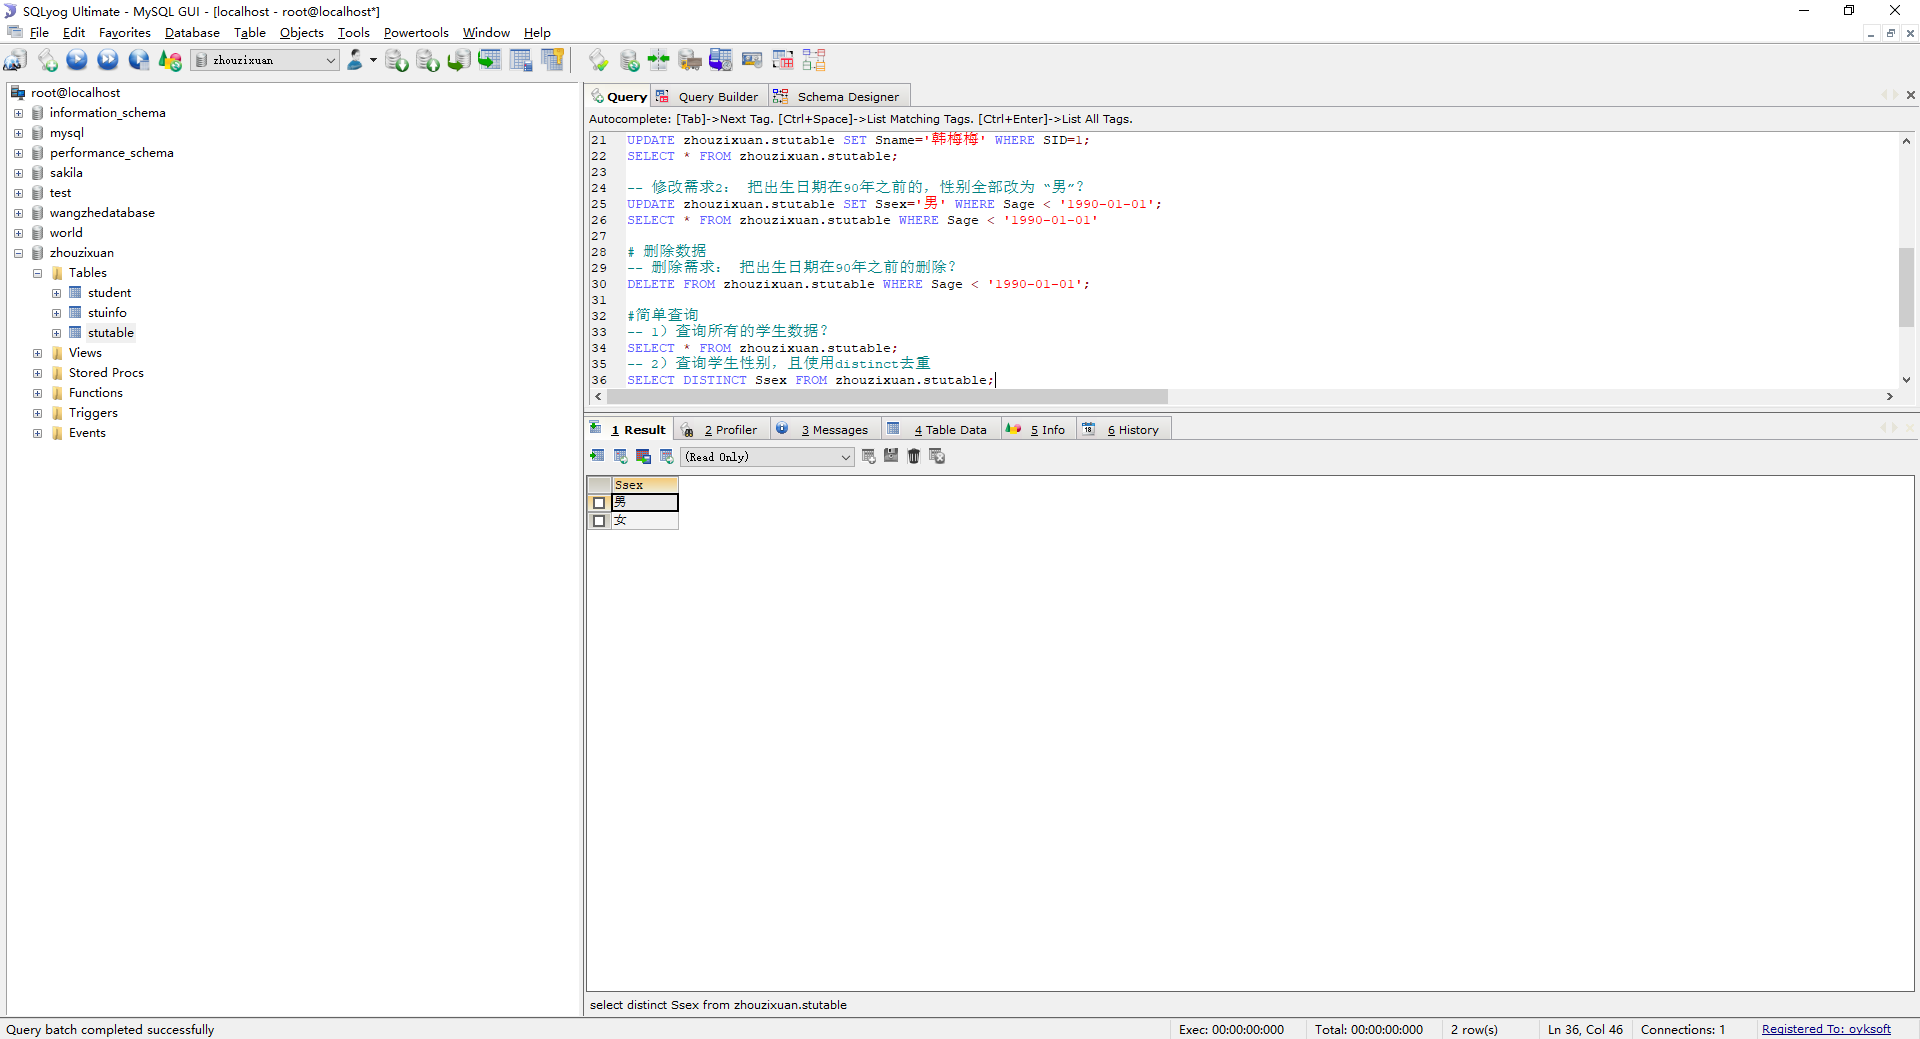 SQLyog Ultimate - MySQL GUI - [localhost - root@localhost*]
File Edit Favorites Database Table Objects Tools Powertools Window Help
zhouzixuan
root@localhost
information_schema
mysql
performance_schema
sakila
test
wangzhedatabase
world
zhouzixuan
Tables
student
stuinfo
stutable
Views
Stored Procs
Functions
Triggers
Events
Query Query Builder Schema Designer
Autocomplete: [Tab]->Next Tag. [Ctrl+Space]->List Matching Tags. [Ctrl+Enter]->List All Tags.
21 UPDATE zhouzixuan.stutable SET Sname='韩梅梅' WHERE SID=1;
22 SELECT * FROM zhouzixuan.stutable;
23
24 -- 修改需求2： 把出生日期在90年之前的，性别全部改为 “男”？
25 UPDATE zhouzixuan.stutable SET Ssex='男' WHERE Sage < '1990-01-01';
26 SELECT * FROM zhouzixuan.stutable WHERE Sage < '1990-01-01'
27
28 # 删除数据
29 -- 删除需求： 把出生日期在90年之前的删除？
30 DELETE FROM zhouzixuan.stutable WHERE Sage < '1990-01-01';
31
32 #简单查询
33 -- 1）查询所有的学生数据？
34 SELECT * FROM zhouzixuan.stutable;
35 -- 2）查询学生性别，且使用distinct去重
36 SELECT DISTINCT Ssex FROM zhouzixuan.stutable;
1 Result 2 Profiler 3 Messages 4 Table Data 5 Info 18 6 History
(Read Only)
Ssex
男
女
select distinct Ssex from zhouzixuan.stutable
Query batch completed successfully Exec: 00:00:00:000 Total: 00:00:00:000 2 row(s) Ln 36, Col 46 Connections: 1 Registered To: ovksoft